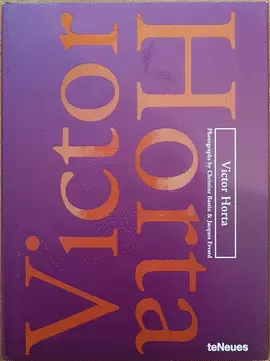 Victor
Horta
Victor Horta
Photographs by Christine Bastin & Jacques Evrard
teNeues